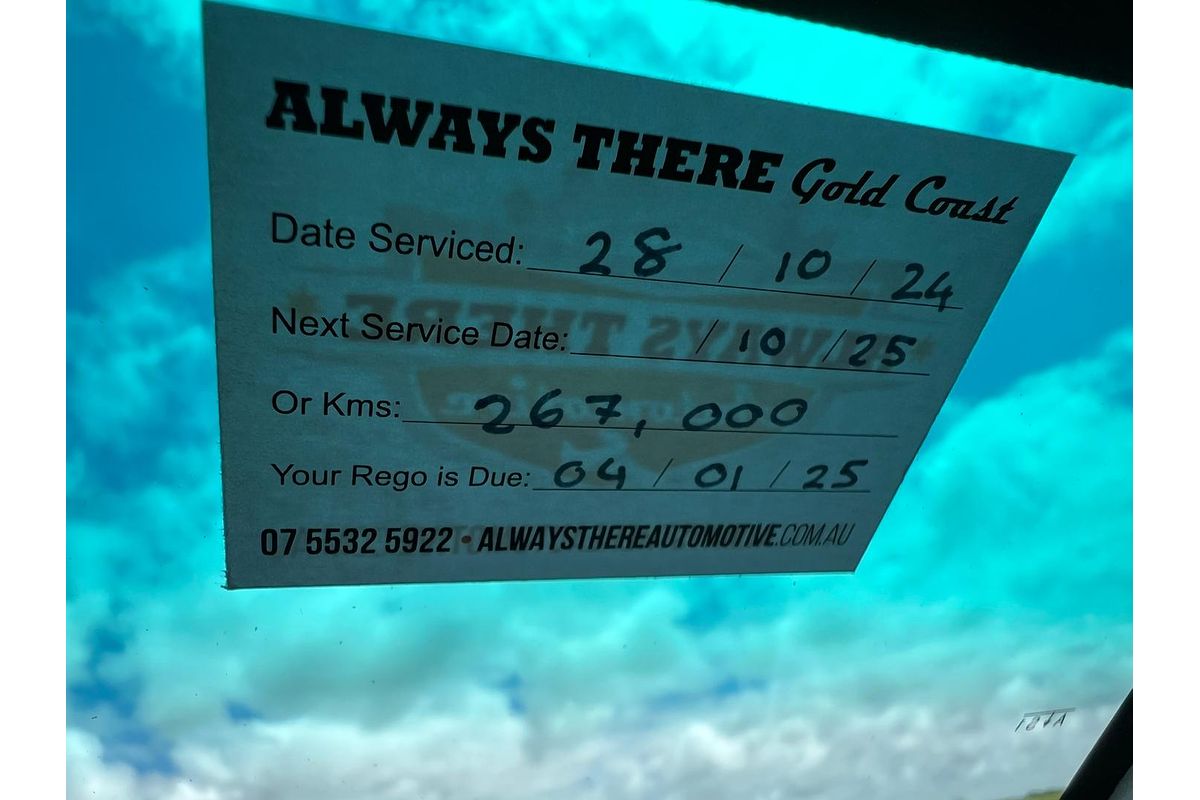 ALWAYS THERE Gold Coast
Date Serviced: 28 / 10 / 24
Next Service Date: / 10 / 25
Or Kms: 267,000
Your Rego is Due: 04 / 01 / 25
07 5532 5922 • ALWAYSTHEREAUTOMOTIVE.COM.AU